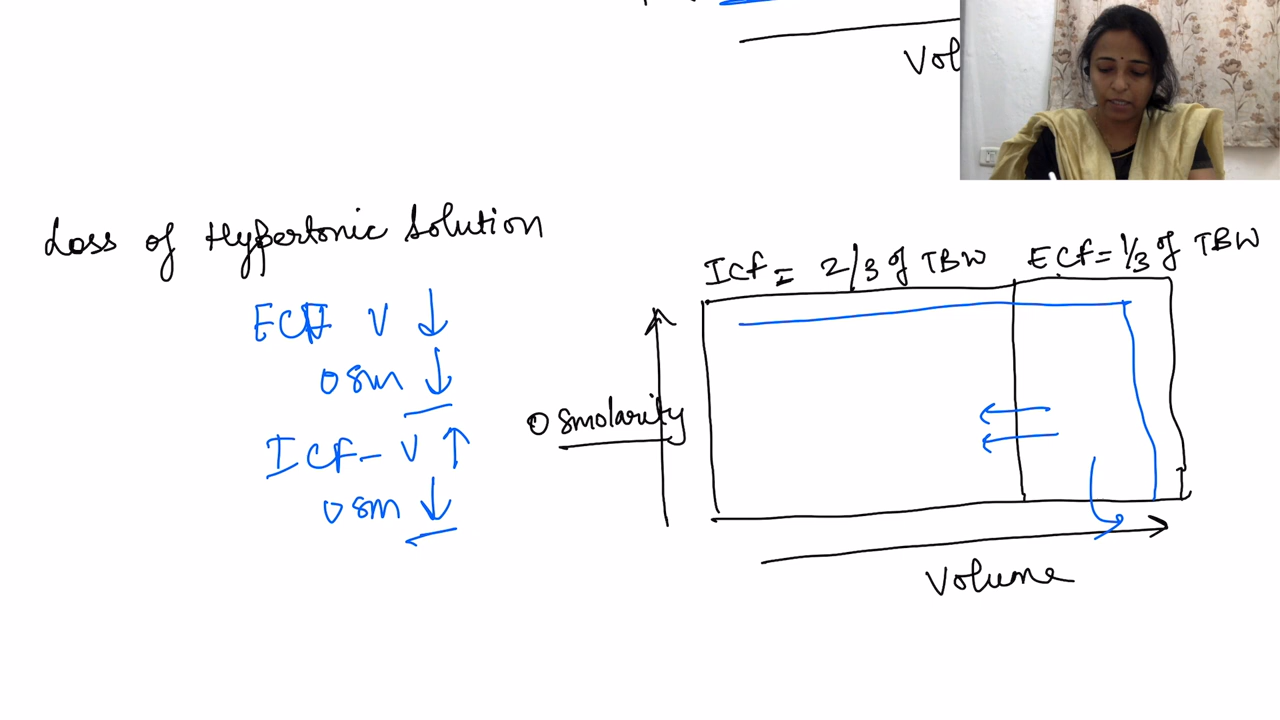 Vol
Loss of Hypertonic Solution
ICF = 2/3 of TBW
ECF = 1/3 of TBW
ECF V ↓
osm ↓
Osmolarity
ICF - V ↑
osm ↓
Volume